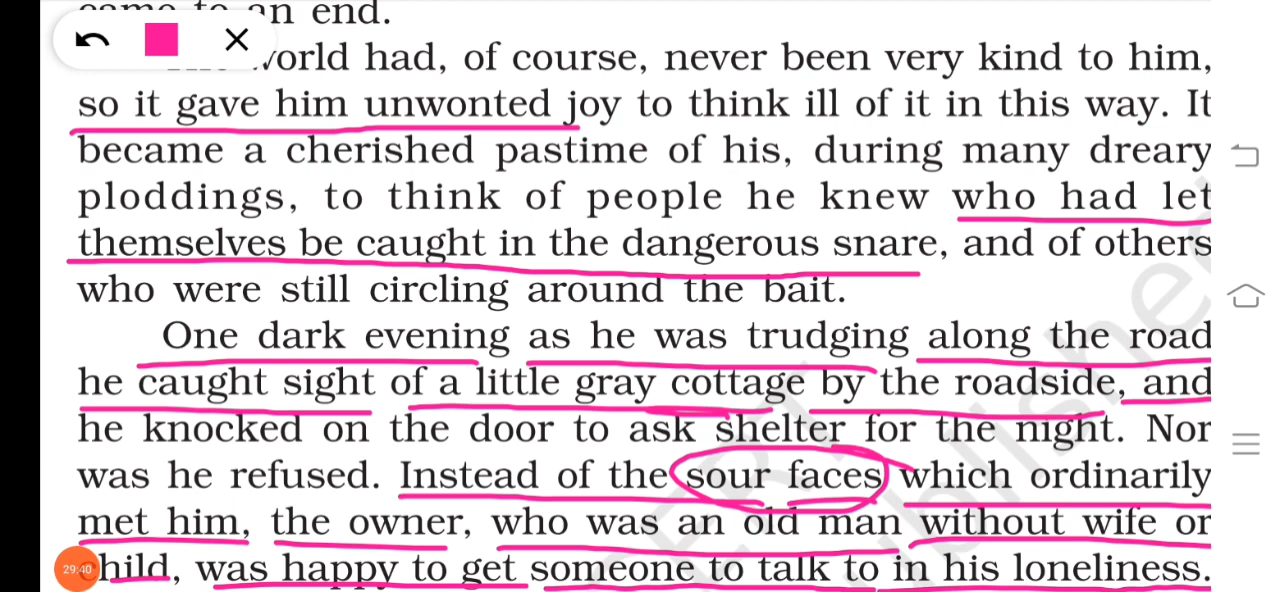 came to an end.
world had, of course, never been very kind to him,
so it gave him unwonted joy to think ill of it in this way. It
became a cherished pastime of his, during many dreary
ploddings, to think of people he knew who had let
themselves be caught in the dangerous snare, and of others
who were still circling around the bait.
One dark evening as he was trudging along the road
he caught sight of a little gray cottage by the roadside, and
he knocked on the door to ask shelter for the night. Nor
was he refused. Instead of the sour faces which ordinarily
met him, the owner, who was an old man without wife or
child, was happy to get someone to talk to in his loneliness.
29:40